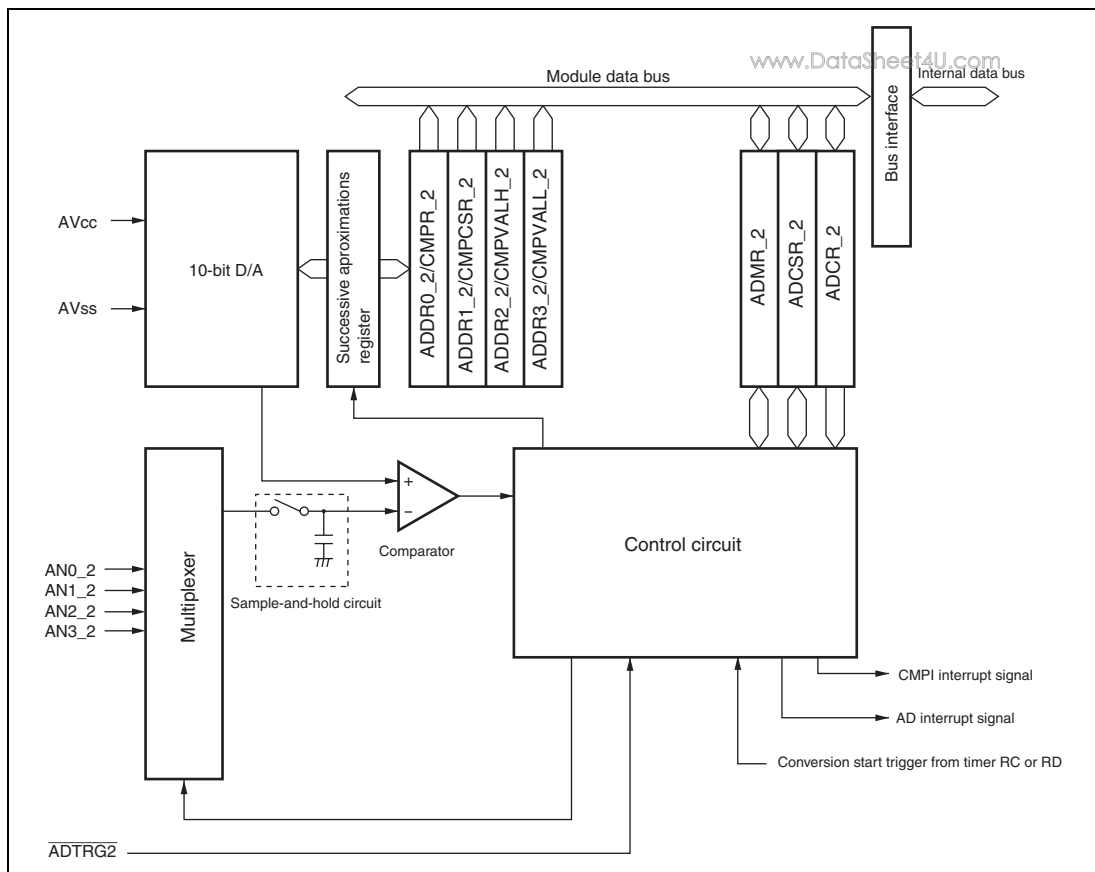 www.DataSheet4U.com
Module data bus
Internal data bus
Bus interface
AVcc
AVss
10-bit D/A
Successive aproximations
register
ADDR0_2/CMPR_2
ADDR1_2/CMPCSR_2
ADDR2_2/CMPVALH_2
ADDR3_2/CMPVALL_2
ADMR_2
ADCSR_2
ADCR_2
+
−
Comparator
Control circuit
Sample-and-hold circuit
AN0_2
AN1_2
AN2_2
AN3_2
Multiplexer
CMPI interrupt signal
AD interrupt signal
Conversion start trigger from timer RC or RD
ADTRG2